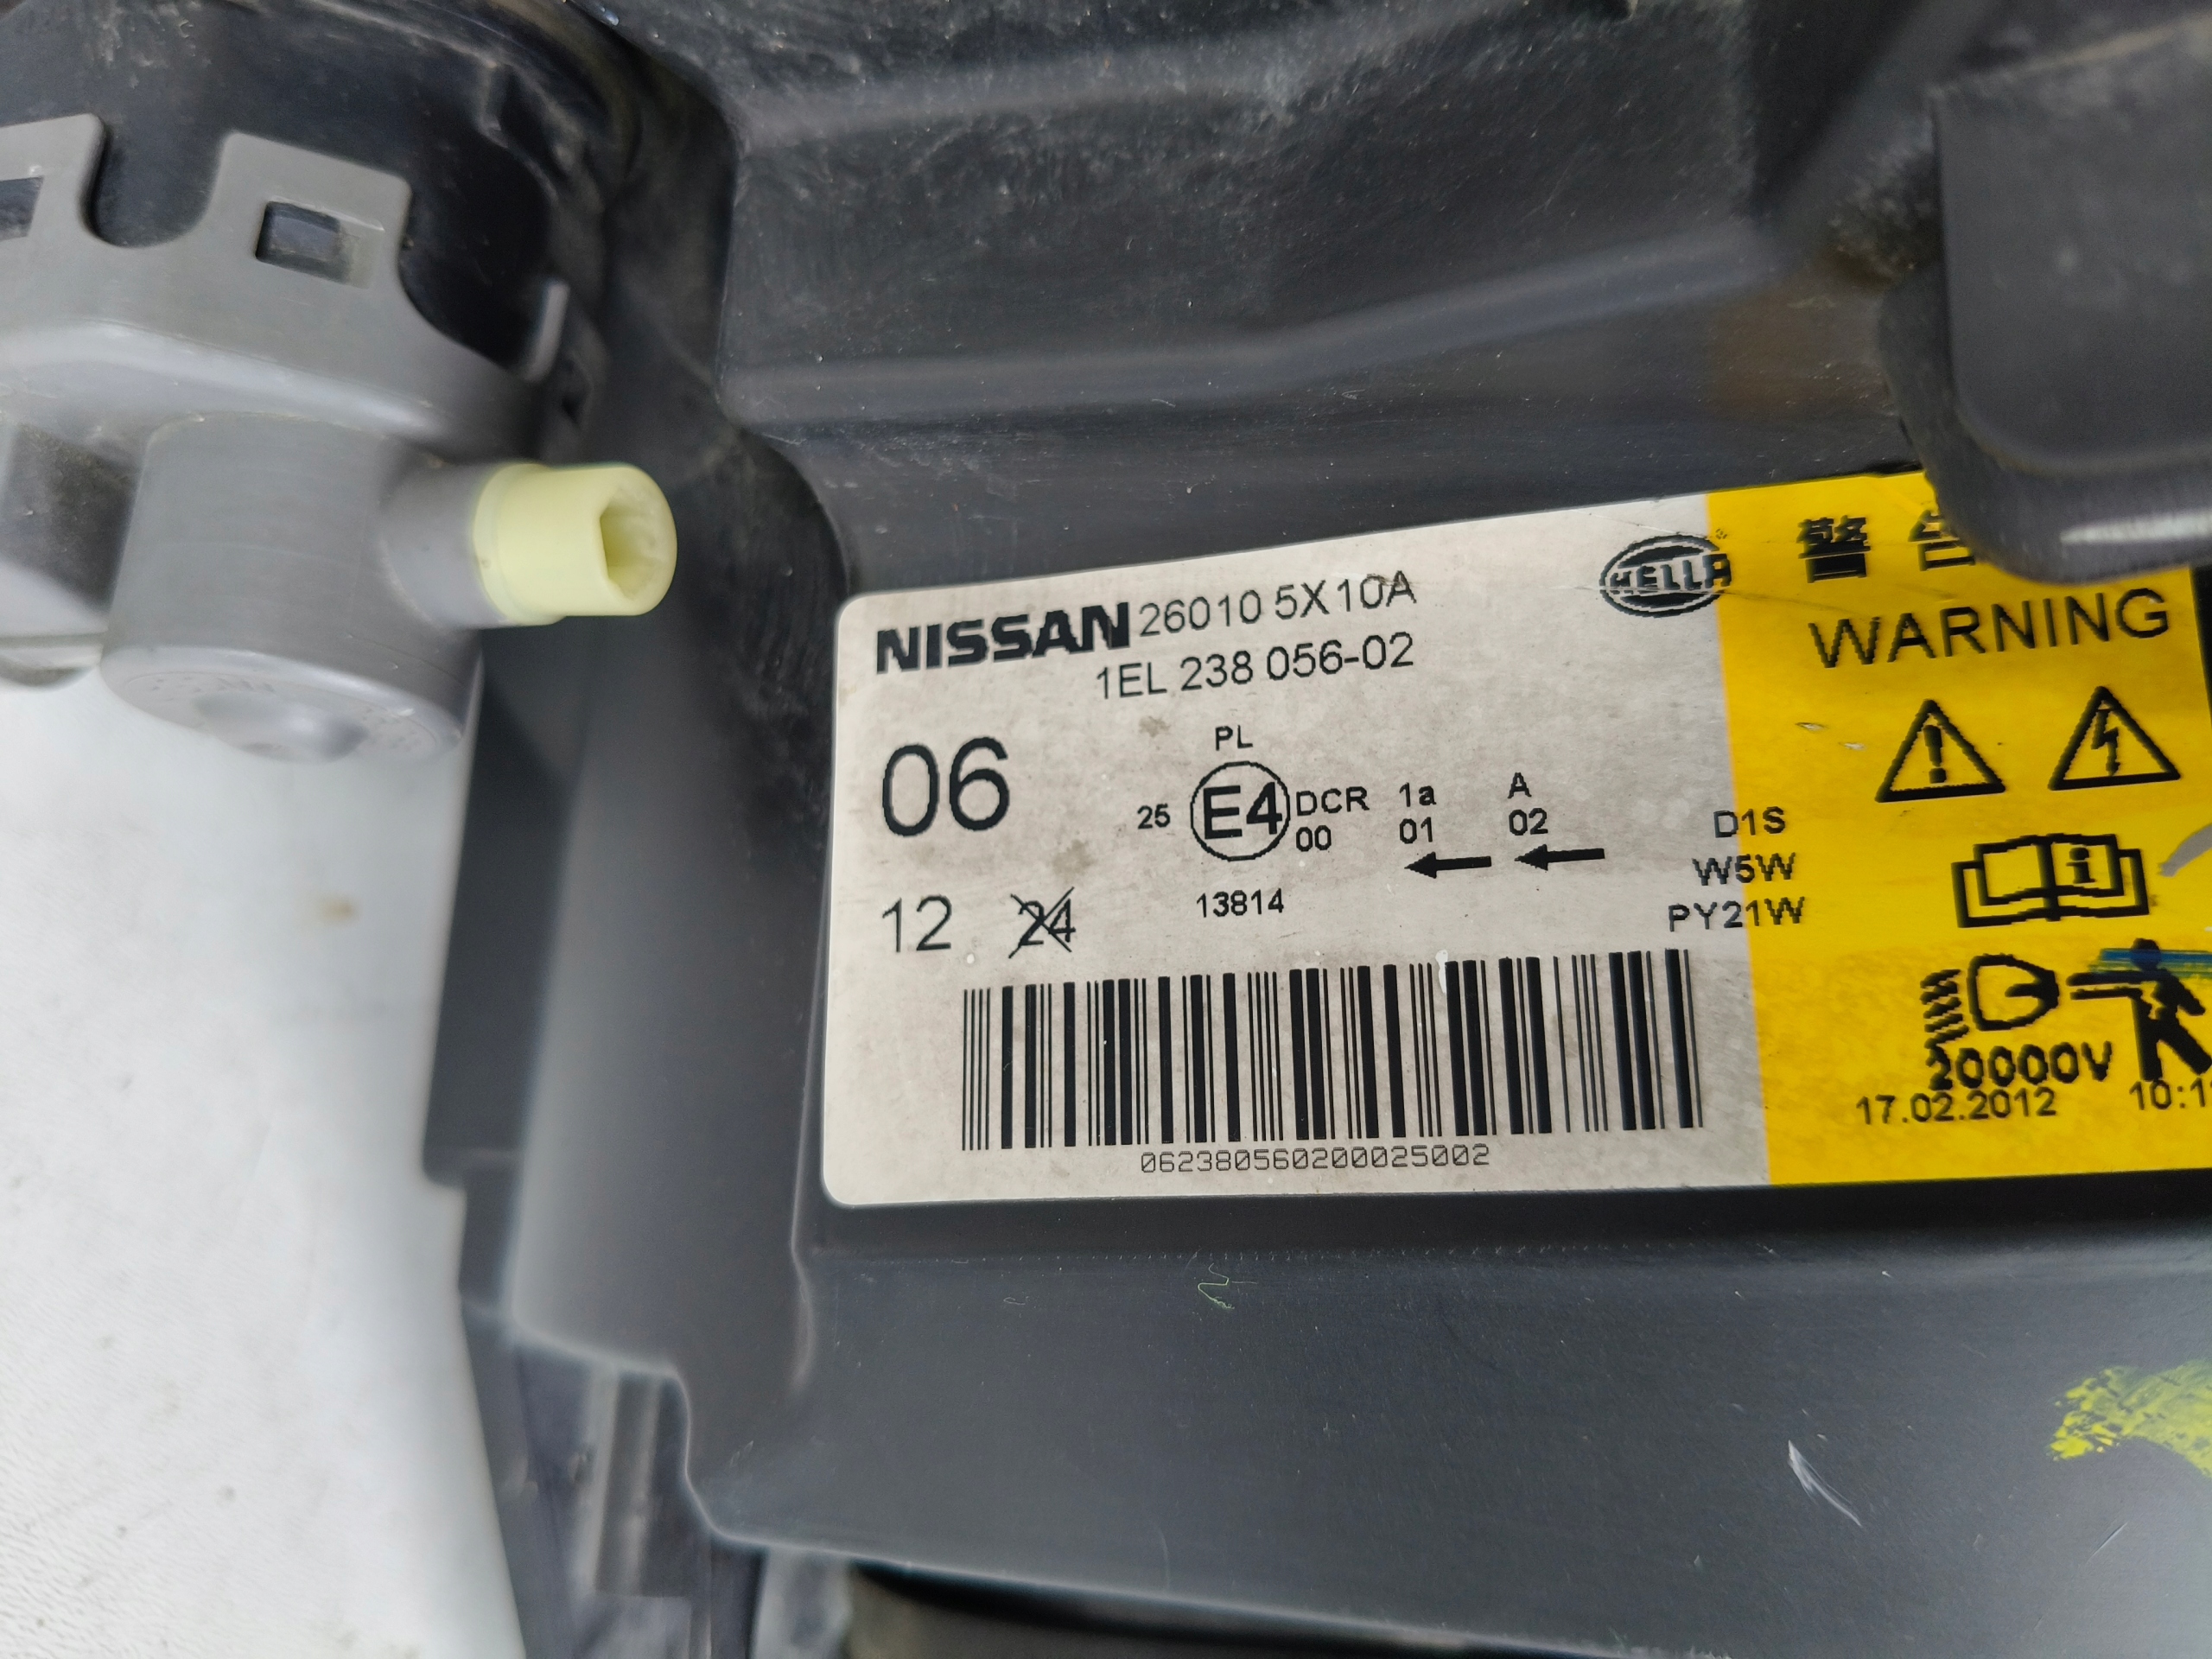 NISSAN 26010 5X10A
1EL 238 056-02
HELLA
警告
WARNING
06
PL
25 E4 DCR 1a A
00 01 02
D1S
W5W
PY21W
12 24
13814
20000V
17.02.2012
062380560200025002